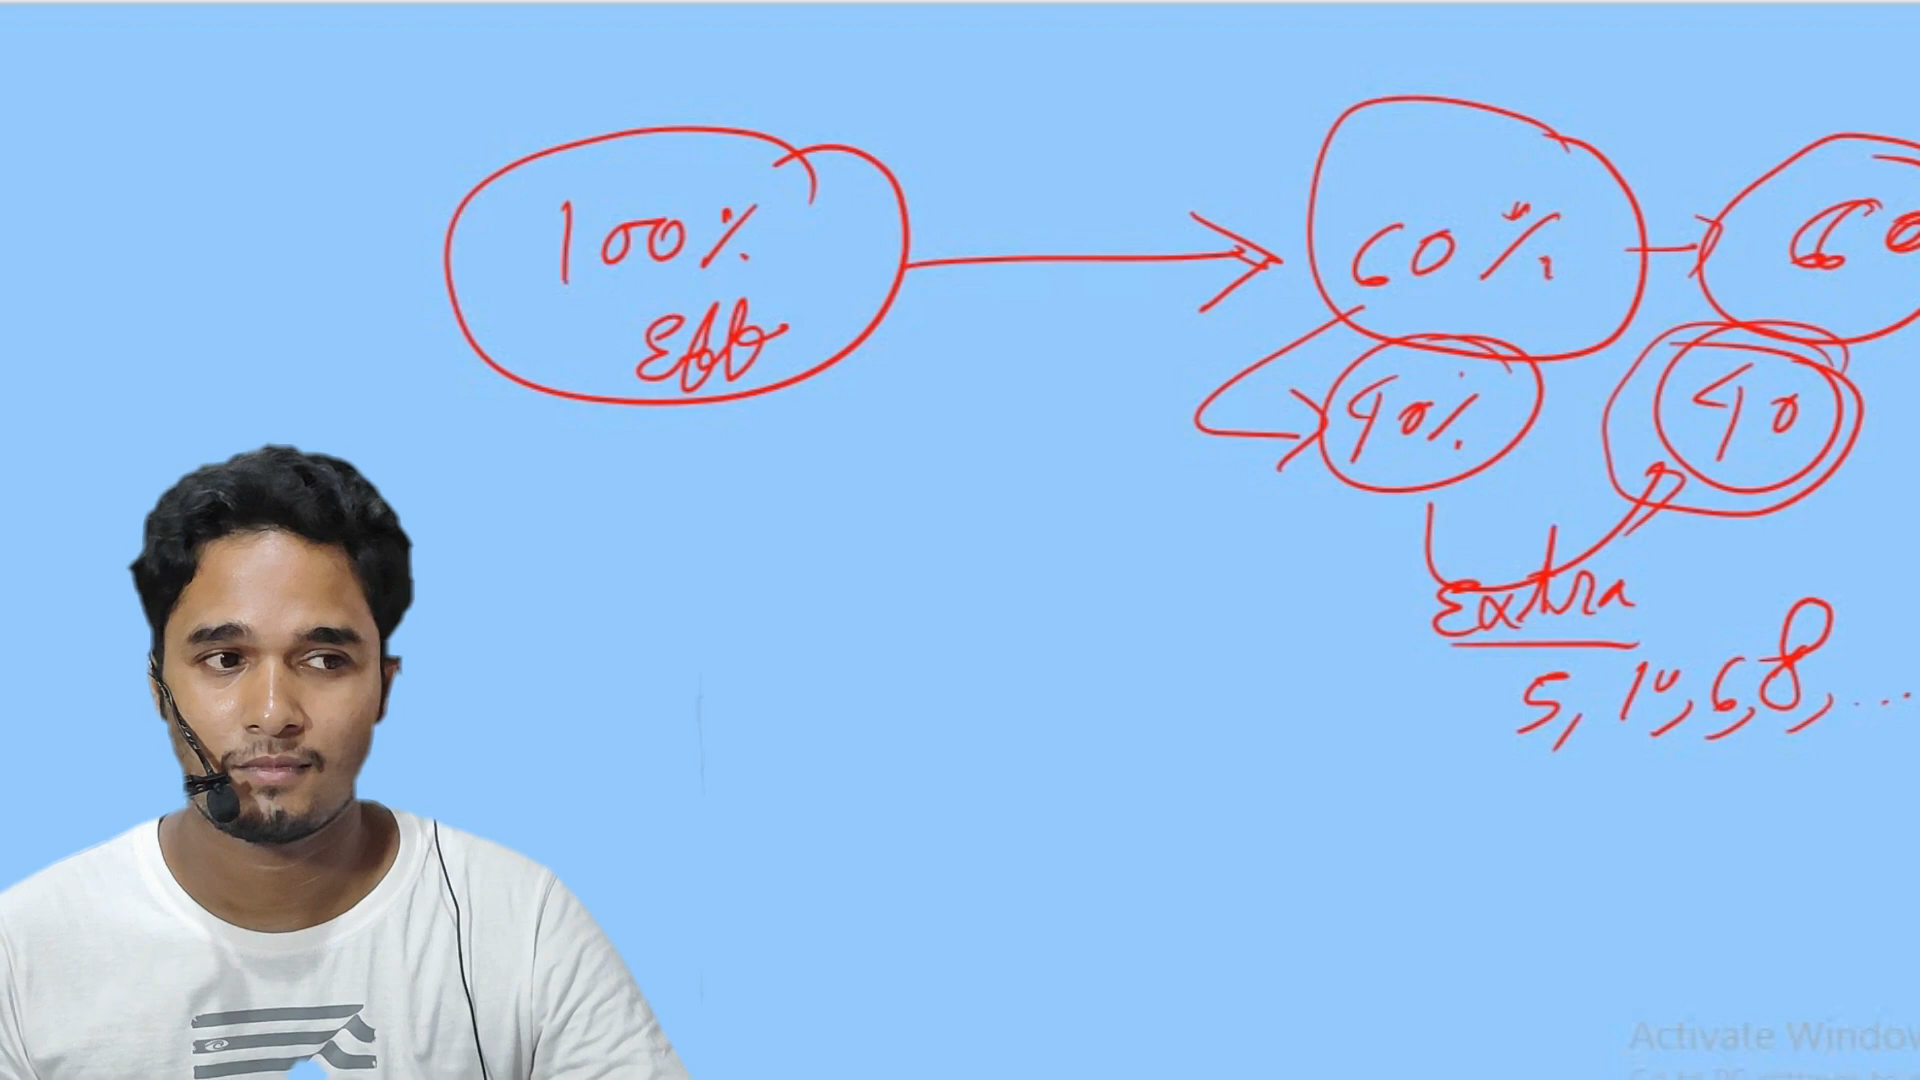 100%
Eff
60%
60
40%
40
Extra
5, 10, 6, 8, ...
Activate Window